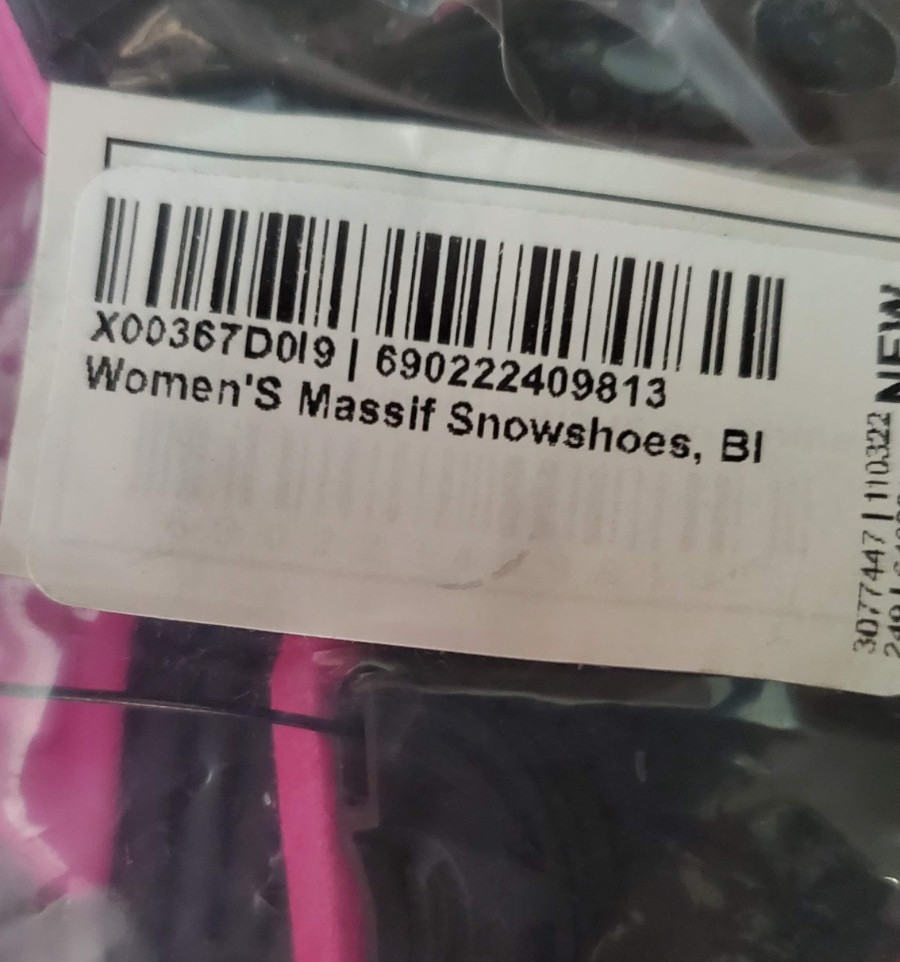 X00367D0I9 | 690222409813
Women'S Massif Snowshoes, Bl
NEW
3077447 | 110322